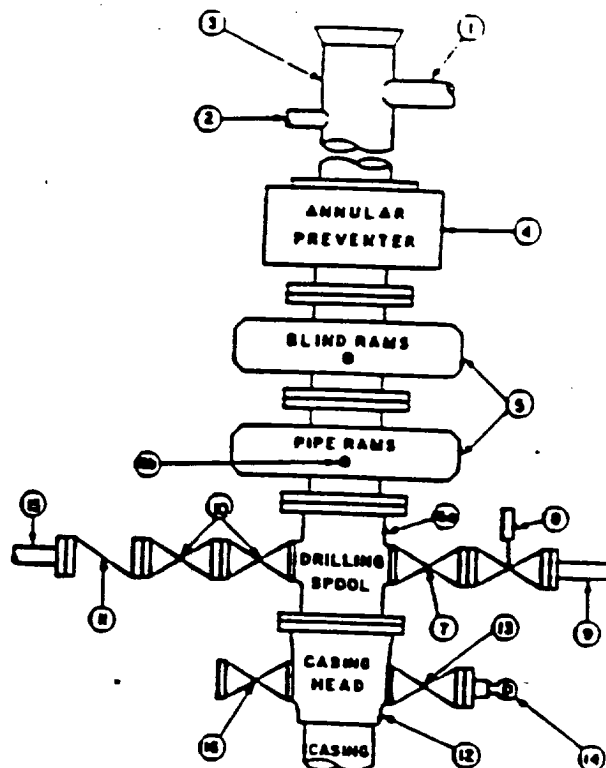 3
1
2
ANNULAR
PREVENTER
4
BLIND RAMS
5
PIPE RAMS
15
10
8
DRILLING
SPOOL
11
7
9
13
CASING
HEAD
16
12
14
CASING